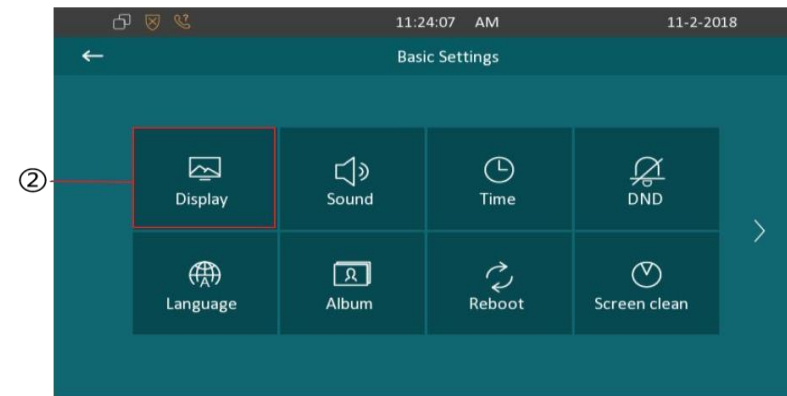 11:24:07 AM 11-2-2018
Basic Settings
②
Display Sound Time DND
Language Album Reboot Screen clean